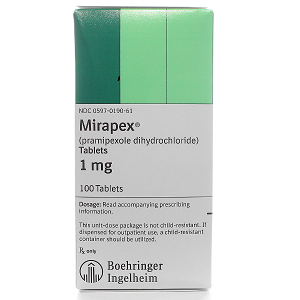 NDC 0597-0190-61
Mirapex®
(pramipexole dihydrochloride)
Tablets
1 mg
100 Tablets
Dosage: Read accompanying prescribing
information.
This unit-dose package is not child-resistant. If
dispensed for outpatient use, a child-resistant
container should be utilized.
℞ only
Boehringer
Ingelheim